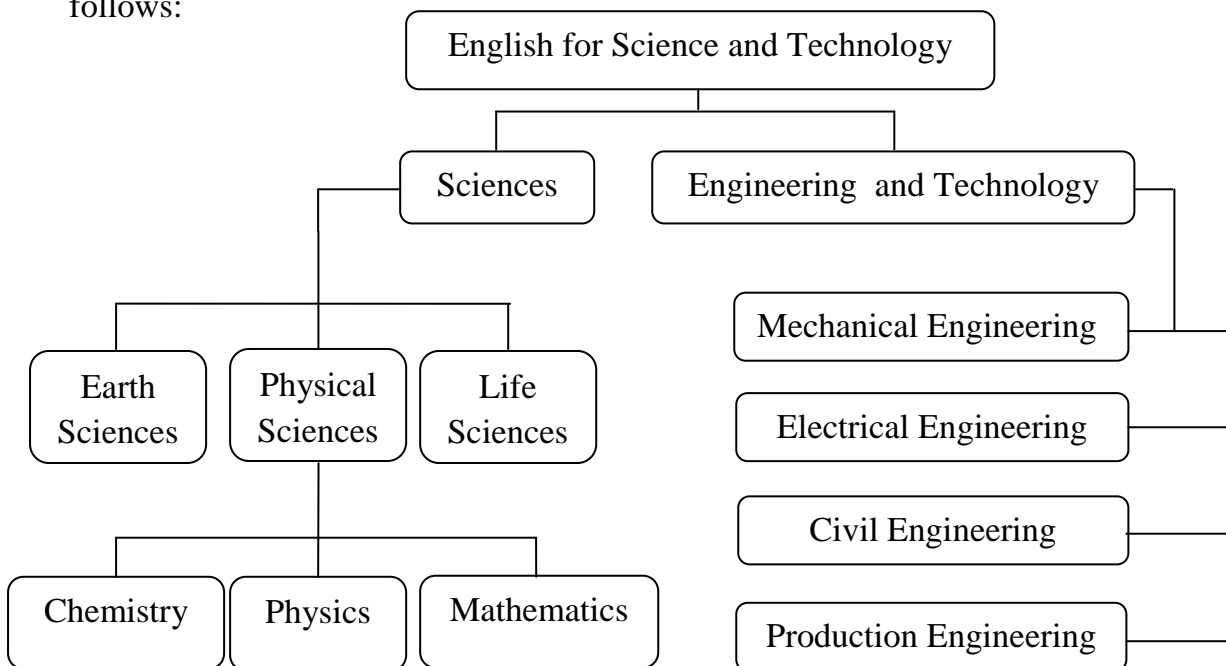 follows:
English for Science and Technology
Sciences
Engineering and Technology
Earth
Sciences
Physical
Sciences
Life
Sciences
Chemistry
Physics
Mathematics
Mechanical Engineering
Electrical Engineering
Civil Engineering
Production Engineering